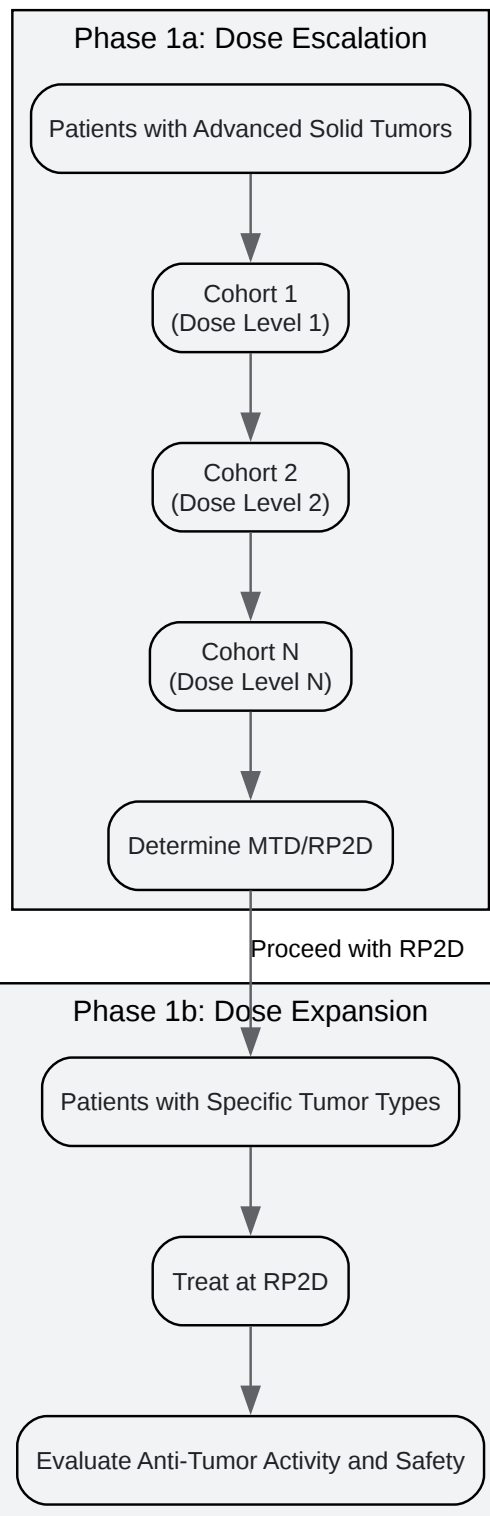 Phase 1a: Dose Escalation
Patients with Advanced Solid Tumors
Cohort 1
(Dose Level 1)
Cohort 2
(Dose Level 2)
Cohort N
(Dose Level N)
Determine MTD/RP2D
Proceed with RP2D
Phase 1b: Dose Expansion
Patients with Specific Tumor Types
Treat at RP2D
Evaluate Anti-Tumor Activity and Safety